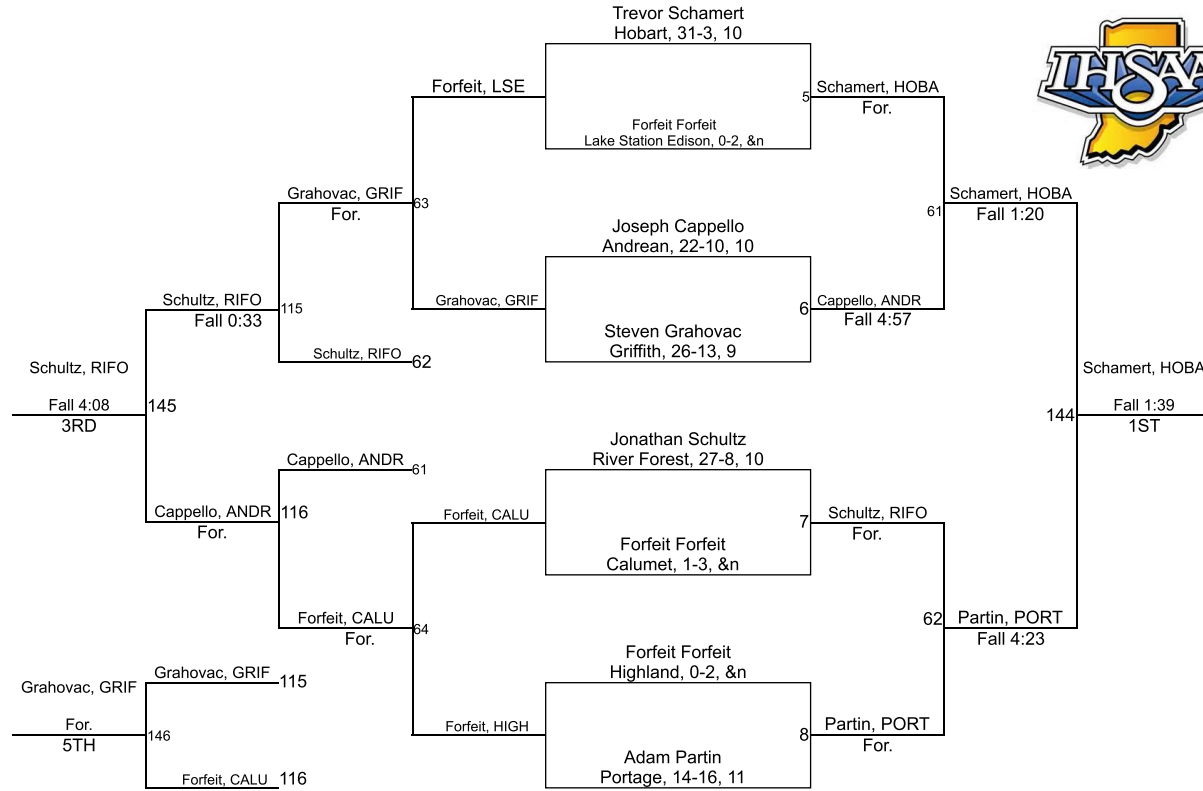 Trevor Schamert
Hobart, 31-3, 10
IHSAA
Forfeit, LSE
5
Schamert, HOBA
For.
Forfeit Forfeit
Lake Station Edison, 0-2, &n
Grahovac, GRIF
For.
63
Schamert, HOBA
Fall 1:20
61
Joseph Cappello
Andrean, 22-10, 10
Schultz, RIFO
Fall 0:33
115
Grahovac, GRIF
6
Cappello, ANDR
Fall 4:57
Steven Grahovac
Griffith, 26-13, 9
Schultz, RIFO
62
Schultz, RIFO
Fall 4:08
3RD
145
Schamert, HOBA
Fall 1:39
1ST
144
Jonathan Schultz
River Forest, 27-8, 10
Cappello, ANDR
61
Cappello, ANDR
For.
116
Forfeit, CALU
7
Schultz, RIFO
For.
Forfeit Forfeit
Calumet, 1-3, &n
Forfeit, CALU
For.
64
62
Partin, PORT
Fall 4:23
Forfeit Forfeit
Highland, 0-2, &n
Grahovac, GRIF
115
Grahovac, GRIF
For.
5TH
146
Forfeit, HIGH
8
Partin, PORT
For.
Adam Partin
Portage, 14-16, 11
Forfeit, CALU
116